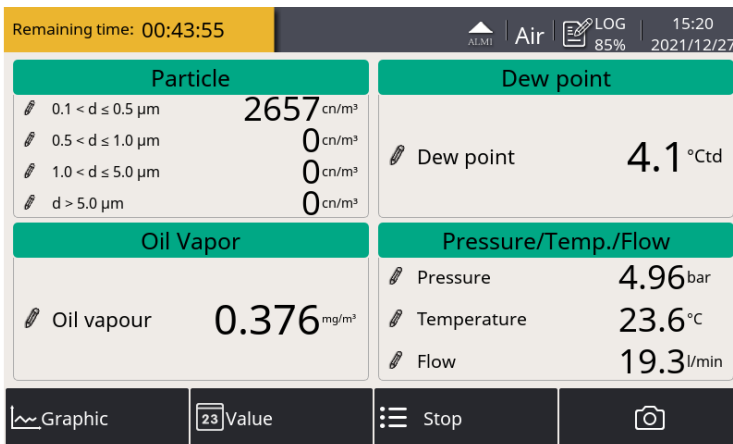 Remaining time: 00:43:55
ALMI
Air
LOG
85%
15:20
2021/12/27
Particle
0.1 < d ≤ 0.5 μm 2657 cn/m³
0.5 < d ≤ 1.0 μm 0 cn/m³
1.0 < d ≤ 5.0 μm 0 cn/m³
d > 5.0 μm 0 cn/m³
Dew point
Dew point 4.1 °Ctd
Oil Vapor
Oil vapour 0.376 mg/m³
Pressure/Temp./Flow
Pressure 4.96 bar
Temperature 23.6 °C
Flow 19.3 l/min
Graphic
23 Value
Stop